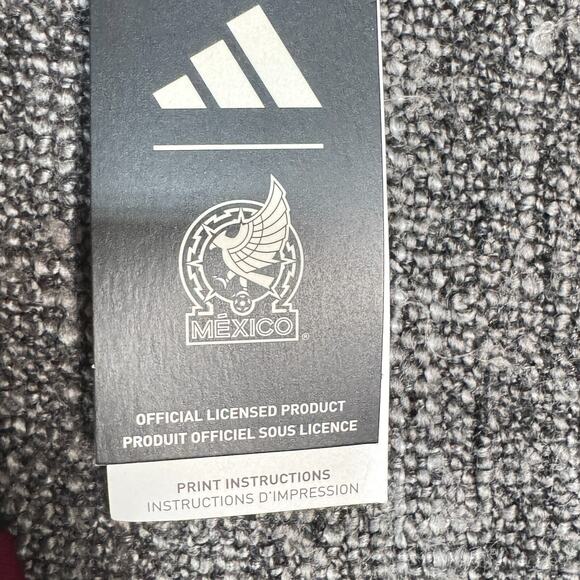 MÉXICO
®
OFFICIAL LICENSED PRODUCT
PRODUIT OFFICIEL SOUS LICENCE
PRINT INSTRUCTIONS
INSTRUCTIONS D'IMPRESSION